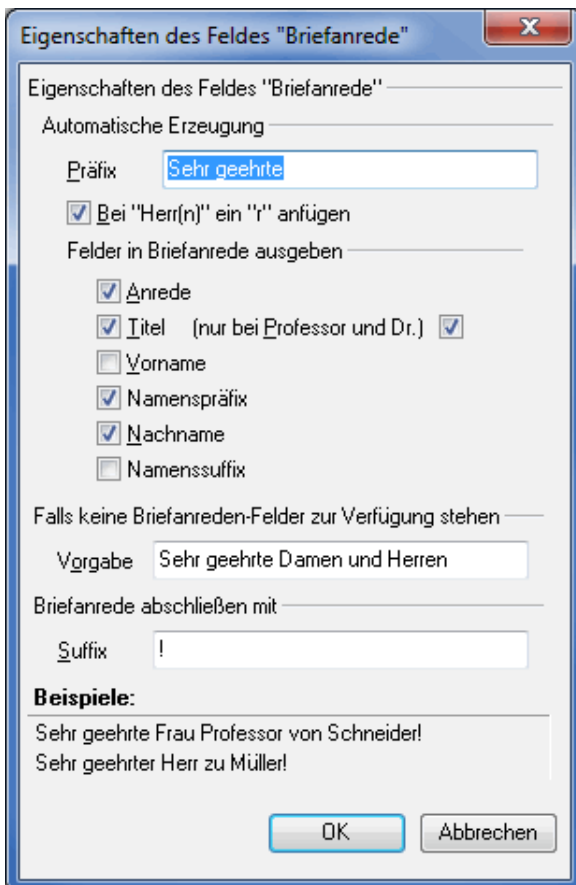 Eigenschaften des Feldes "Briefanrede"
Eigenschaften des Feldes "Briefanrede"
Automatische Erzeugung
Präfix Sehr geehrte
Bei "Herr(n)" ein "r" anfügen
Felder in Briefanrede ausgeben
Anrede
Titel (nur bei Professor und Dr.)
Vorname
Namenspräfix
Nachname
Namenssuffix
Falls keine Briefanreden-Felder zur Verfügung stehen
Vorgabe Sehr geehrte Damen und Herren
Briefanrede abschließen mit
Suffix !
Beispiele:
Sehr geehrte Frau Professor von Schneider!
Sehr geehrter Herr zu Müller!
OK Abbrechen